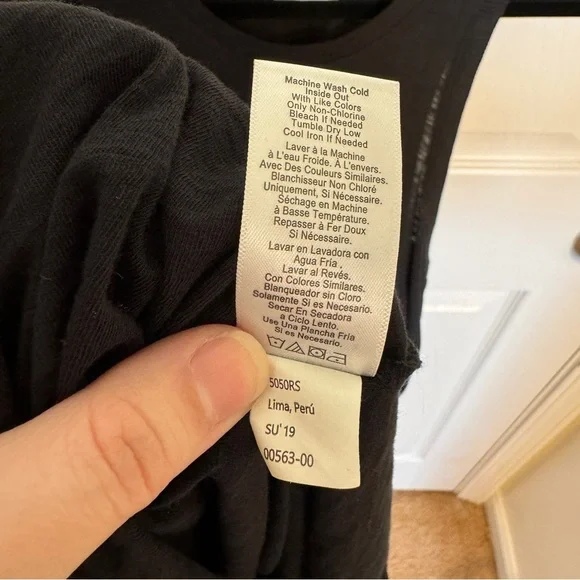 Machine Wash Cold
Inside Out
With Like Colors
Only Non-Chlorine
Bleach If Needed
Tumble Dry Low
Cool Iron If Needed
Laver à la Machine
à L'eau Froide. À L'envers.
Avec Des Couleurs Similaires.
Blanchisseur Non Chloré
Uniquement, Si Nécessaire.
Séchage en Machine
à Basse Température.
Repasser à Fer Doux
Si Nécessaire.
Lavar en Lavadora con
Agua Fria .
Lavar al Revés.
Con Colores Similares.
Blanqueador sin Cloro
Solamente Si es Necesario.
Secar En Secadora
a Ciclo Lento.
Use Una Plancha Fria
Si es Necesario.
5050RS
Lima, Perú
SU'19
00563-00